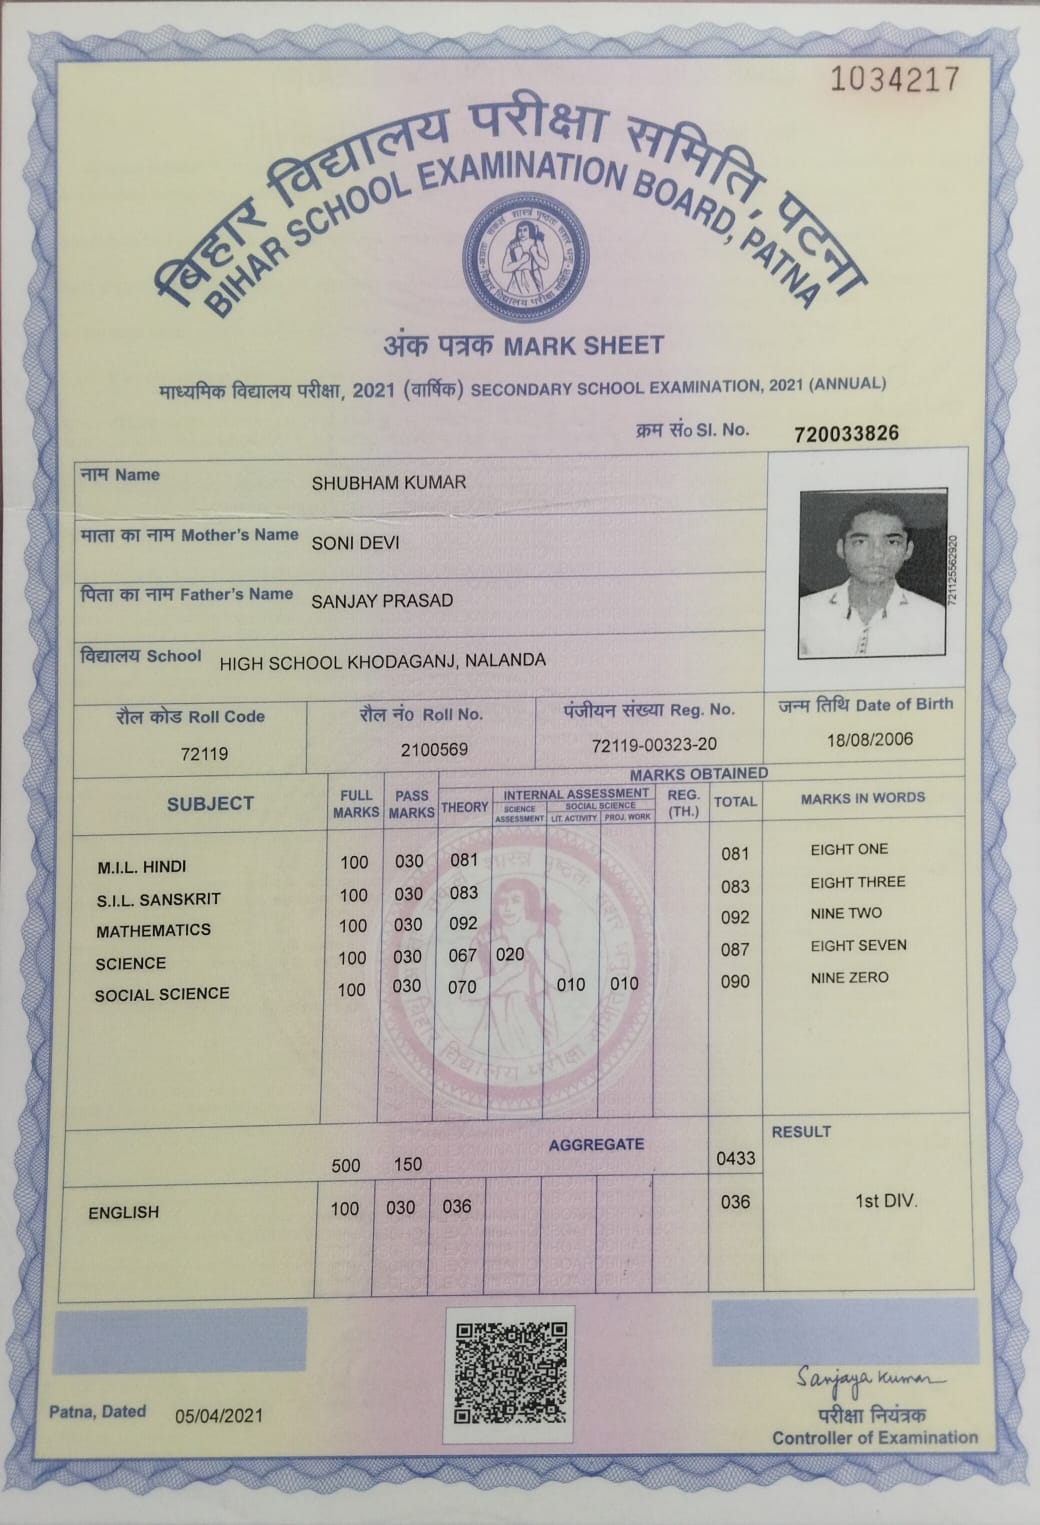 1034217
बिहार विद्यालय परीक्षा समिति, पटना
BIHAR SCHOOL EXAMINATION BOARD, PATNA
अंक पत्रक MARK SHEET
माध्यमिक विद्यालय परीक्षा, 2021 (वार्षिक) SECONDARY SCHOOL EXAMINATION, 2021 (ANNUAL)
क्रम सं० Sl. No. 720033826
नाम Name SHUBHAM KUMAR
माता का नाम Mother's Name SONI DEVI
पिता का नाम Father's Name SANJAY PRASAD
विद्यालय School HIGH SCHOOL KHODAGANJ, NALANDA
721125562920
रौल कोड Roll Code रौल नं० Roll No. पंजीयन संख्या Reg. No. जन्म तिथि Date of Birth
72119 2100569 72119-00323-20 18/08/2006
MARKS OBTAINED
SUBJECT FULL MARKS PASS MARKS THEORY INTERNAL ASSESSMENT REG. (TH.) TOTAL MARKS IN WORDS
SCIENCE ASSESSMENT SOCIAL SCIENCE LIT. ACTIVITY PROJ. WORK
M.I.L. HINDI 100 030 081 081 EIGHT ONE
S.I.L. SANSKRIT 100 030 083 083 EIGHT THREE
MATHEMATICS 100 030 092 092 NINE TWO
SCIENCE 100 030 067 020 087 EIGHT SEVEN
SOCIAL SCIENCE 100 030 070 010 010 090 NINE ZERO
500 150 AGGREGATE 0433 RESULT
ENGLISH 100 030 036 036 1st DIV.
Sanjaya Kumar
Patna, Dated 05/04/2021
परीक्षा नियंत्रक
Controller of Examination